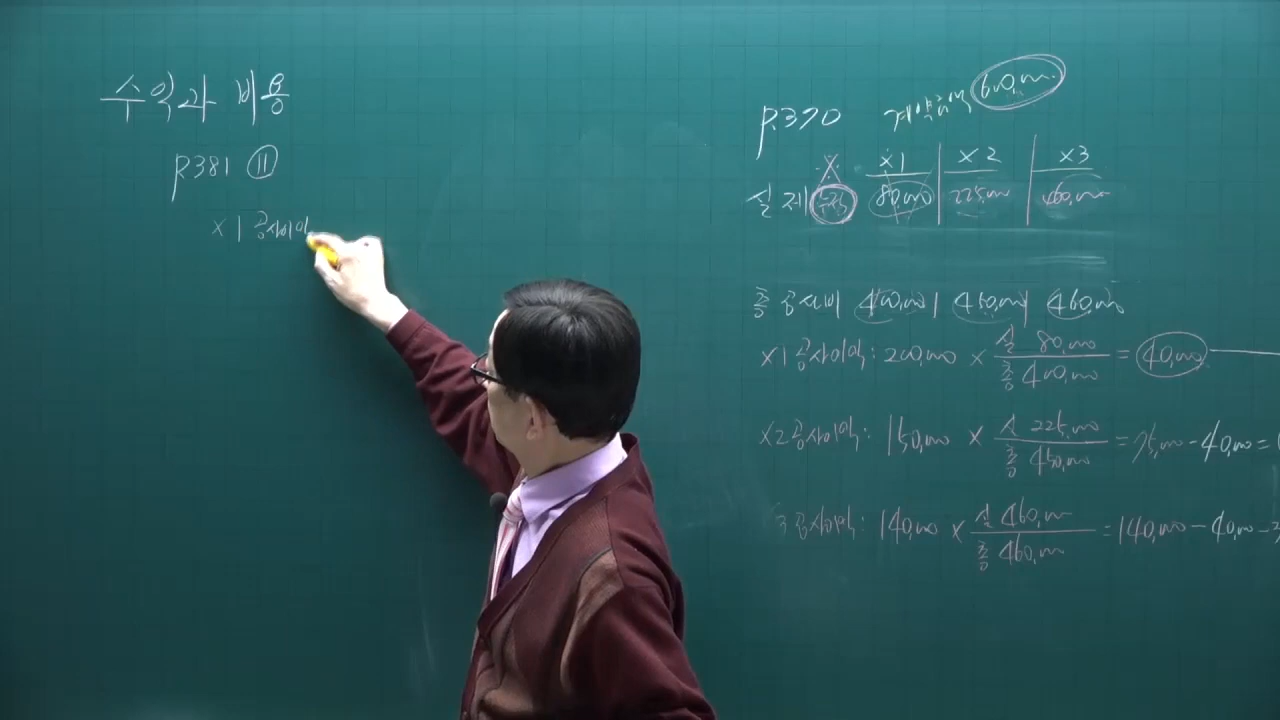 수익과 비용
P.381 ⑪
×1 공사이익
P.370 계약금액 600,000
×1 ×2 ×3
실제 누적 80,000 225,000 460,000
총공사비 400,000 450,000 460,000
×1 공사이익: 200,000 × 실 80,000 / 총 400,000 = 40,000
×2 공사이익: 150,000 × 실 225,000 / 총 450,000 = 75,000 - 40,000 =
공사이익: 140,000 × 실 460,000 / 총 460,000 = 140,000 - 40,000 -